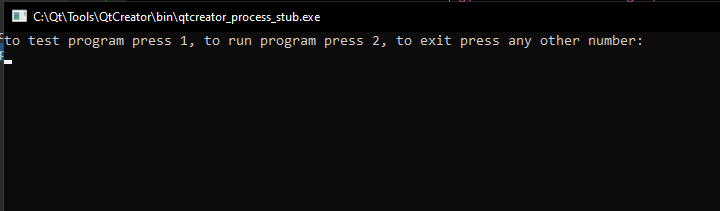 C:\Qt\Tools\QtCreator\bin\qtcreator_process_stub.exe
to test program press 1, to run program press 2, to exit press any other number: